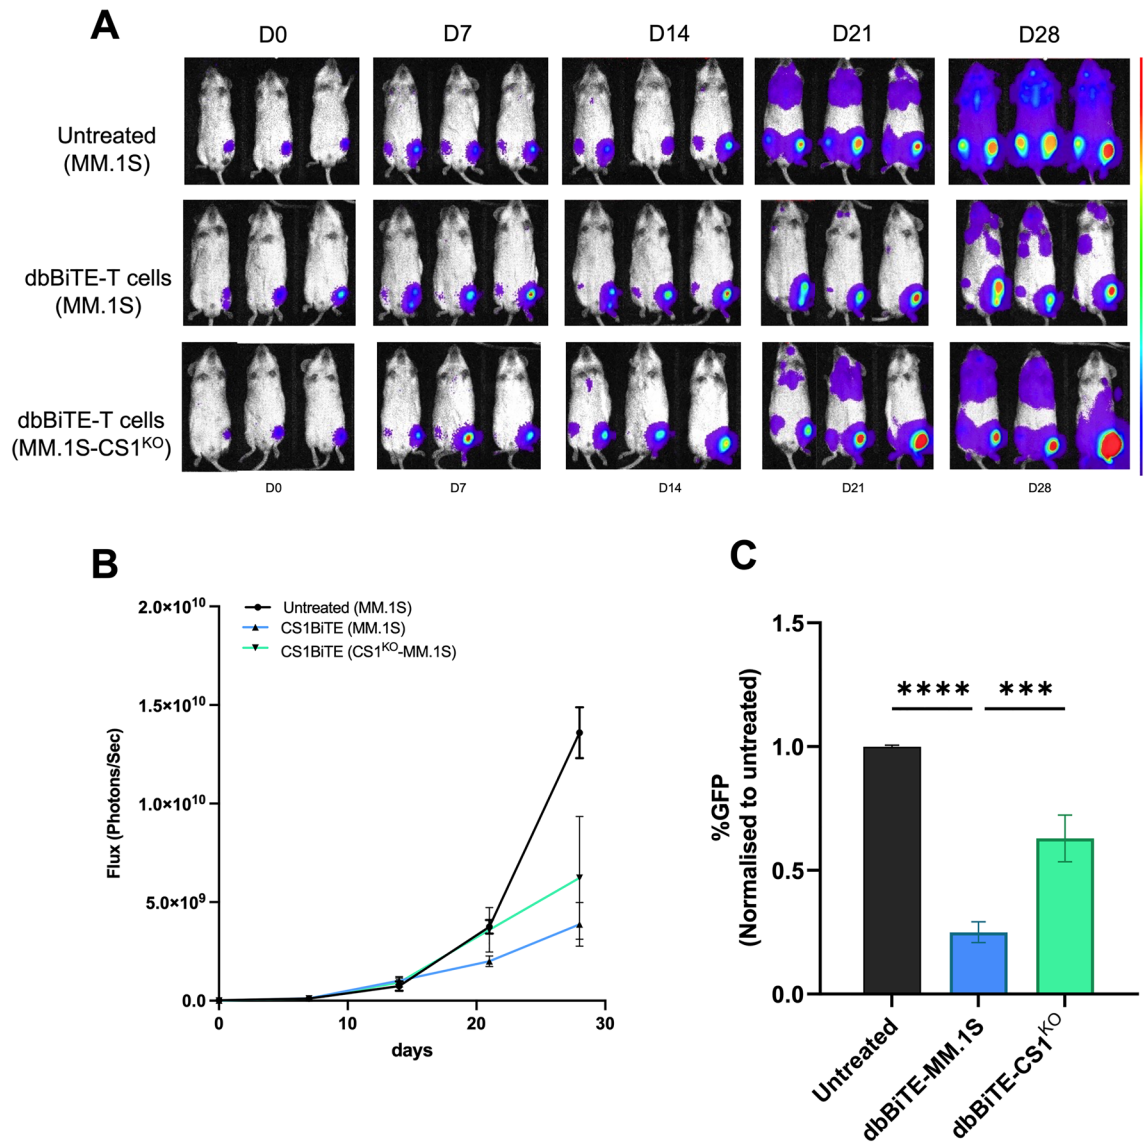 A
D0 D7 D14 D21 D28
Untreated
(MM.1S)
dbBiTE-T cells
(MM.1S)
dbBiTE-T cells
(MM.1S-CS1ᴷᴼ)
D0 D7 D14 D21 D28
B
Flux (Photons/Sec)
2.0×10¹⁰
1.5×10¹⁰
1.0×10¹⁰
5.0×10⁹
0.0
Untreated (MM.1S)
CS1BiTE (MM.1S)
CS1BiTE (CS1ᴷᴼ-MM.1S)
0 10 20 30
days
C
%GFP
(Normalised to untreated)
1.5
1.0
0.5
0.0
**** ***
Untreated
dbBiTE-MM.1S
dbBiTE-CS1ᴷᴼ